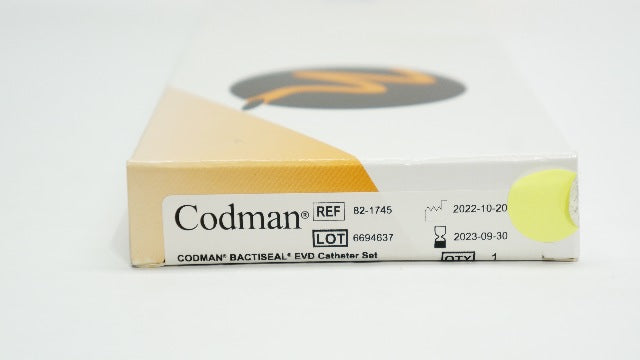 Codman® REF 82-1745 2022-10-20
LOT 6694637 2023-09-30
CODMAN® BACTISEAL® EVD Catheter Set QTY 1